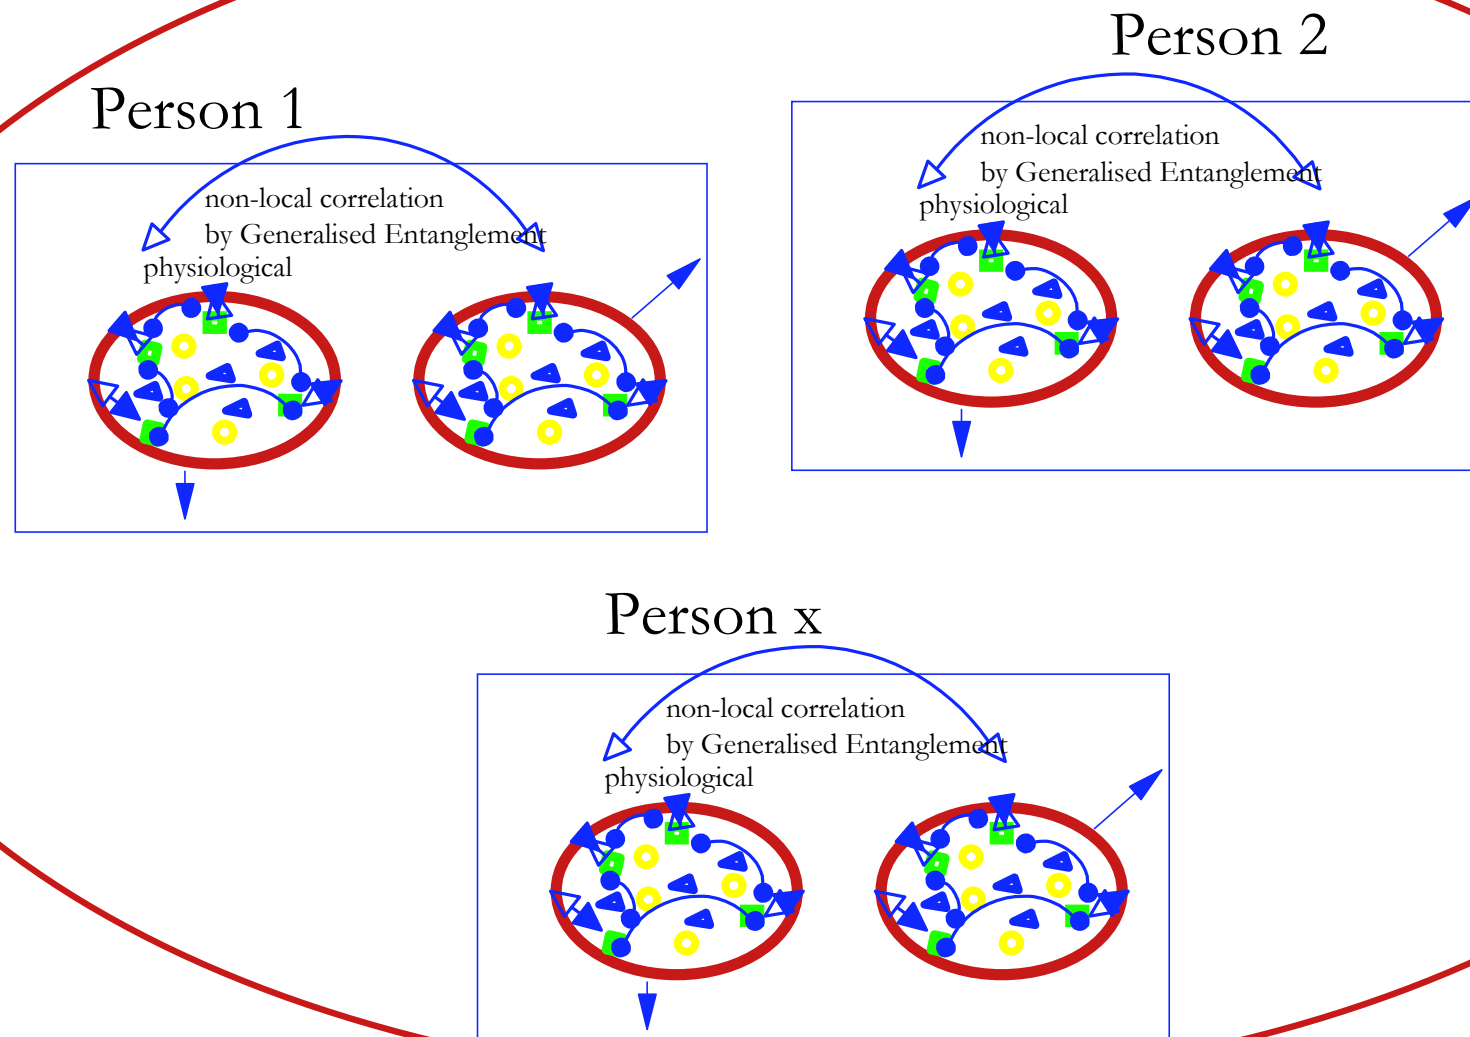 Person 1
non-local correlation
by Generalised Entanglement
physiological
Person 2
non-local correlation
by Generalised Entanglement
physiological
Person x
non-local correlation
by Generalised Entanglement
physiological